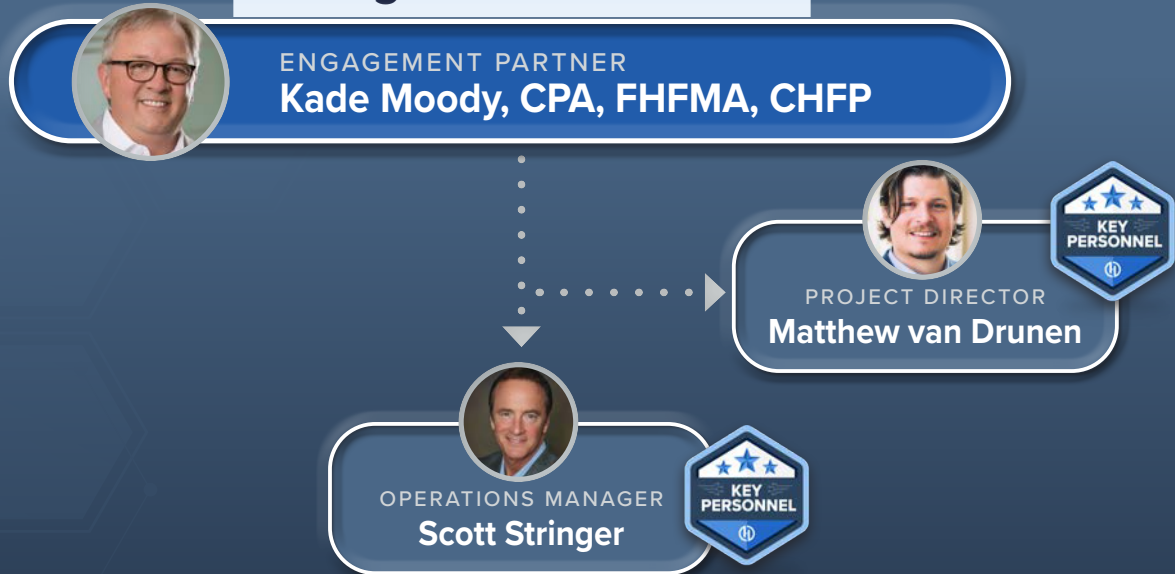 ENGAGEMENT PARTNER
Kade Moody, CPA, FHFMA, CHFP
KEY
PERSONNEL
PROJECT DIRECTOR
Matthew van Drunen
KEY
PERSONNEL
OPERATIONS MANAGER
Scott Stringer